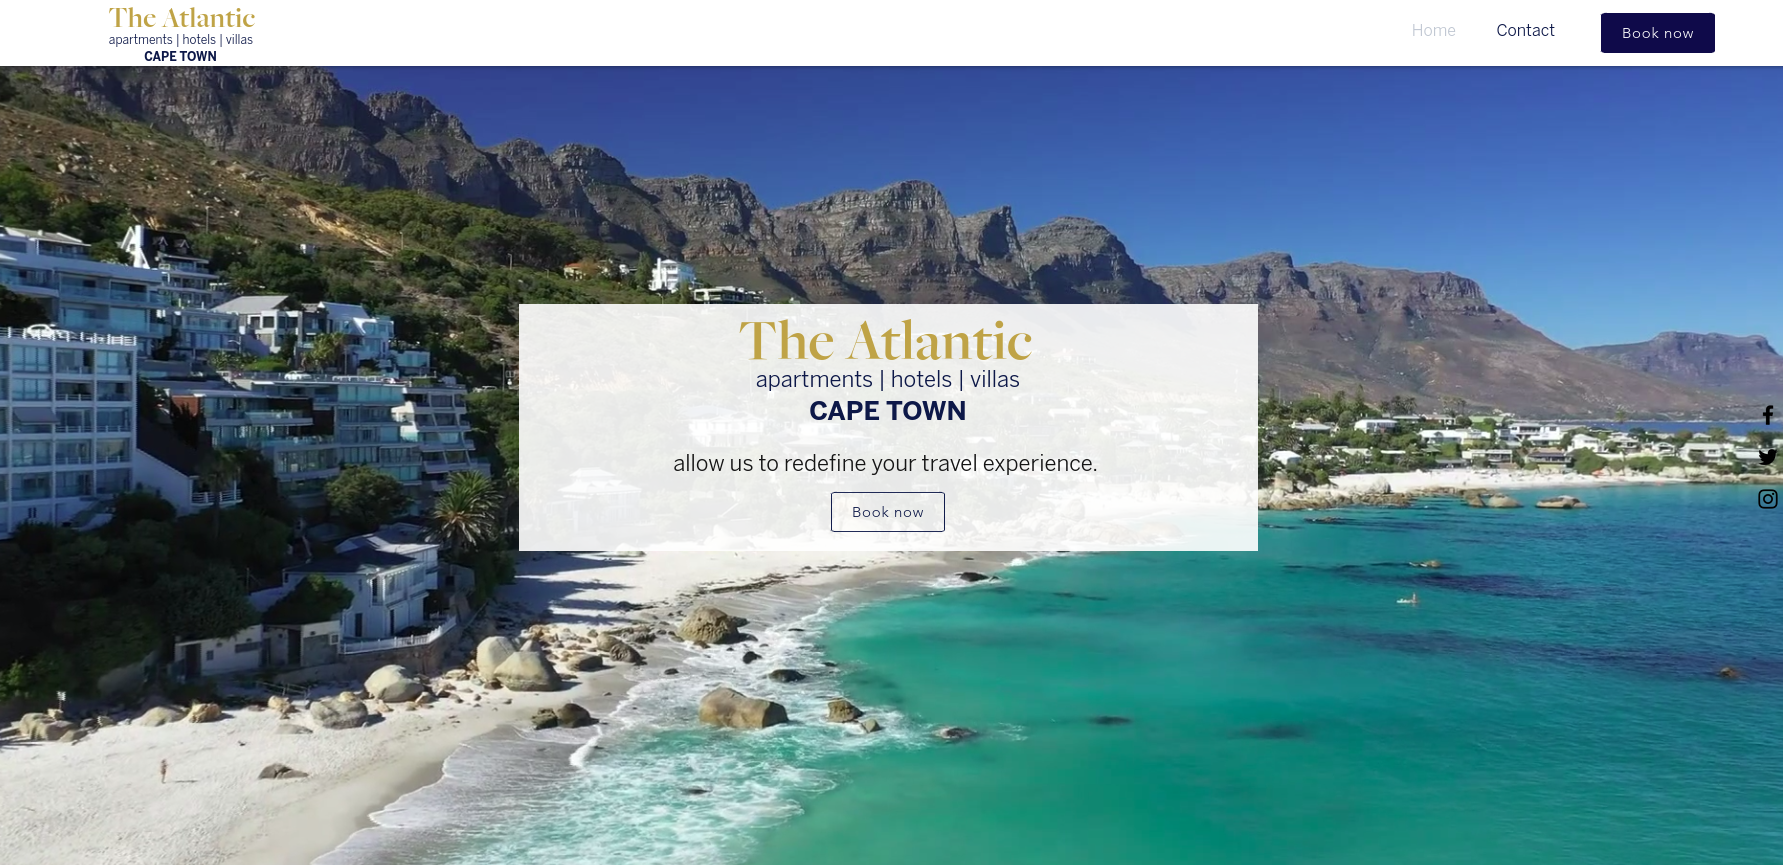 The Atlantic
apartments | hotels | villas
CAPE TOWN
Home
Contact
Book now
The Atlantic
apartments | hotels | villas
CAPE TOWN
allow us to redefine your travel experience.
Book now